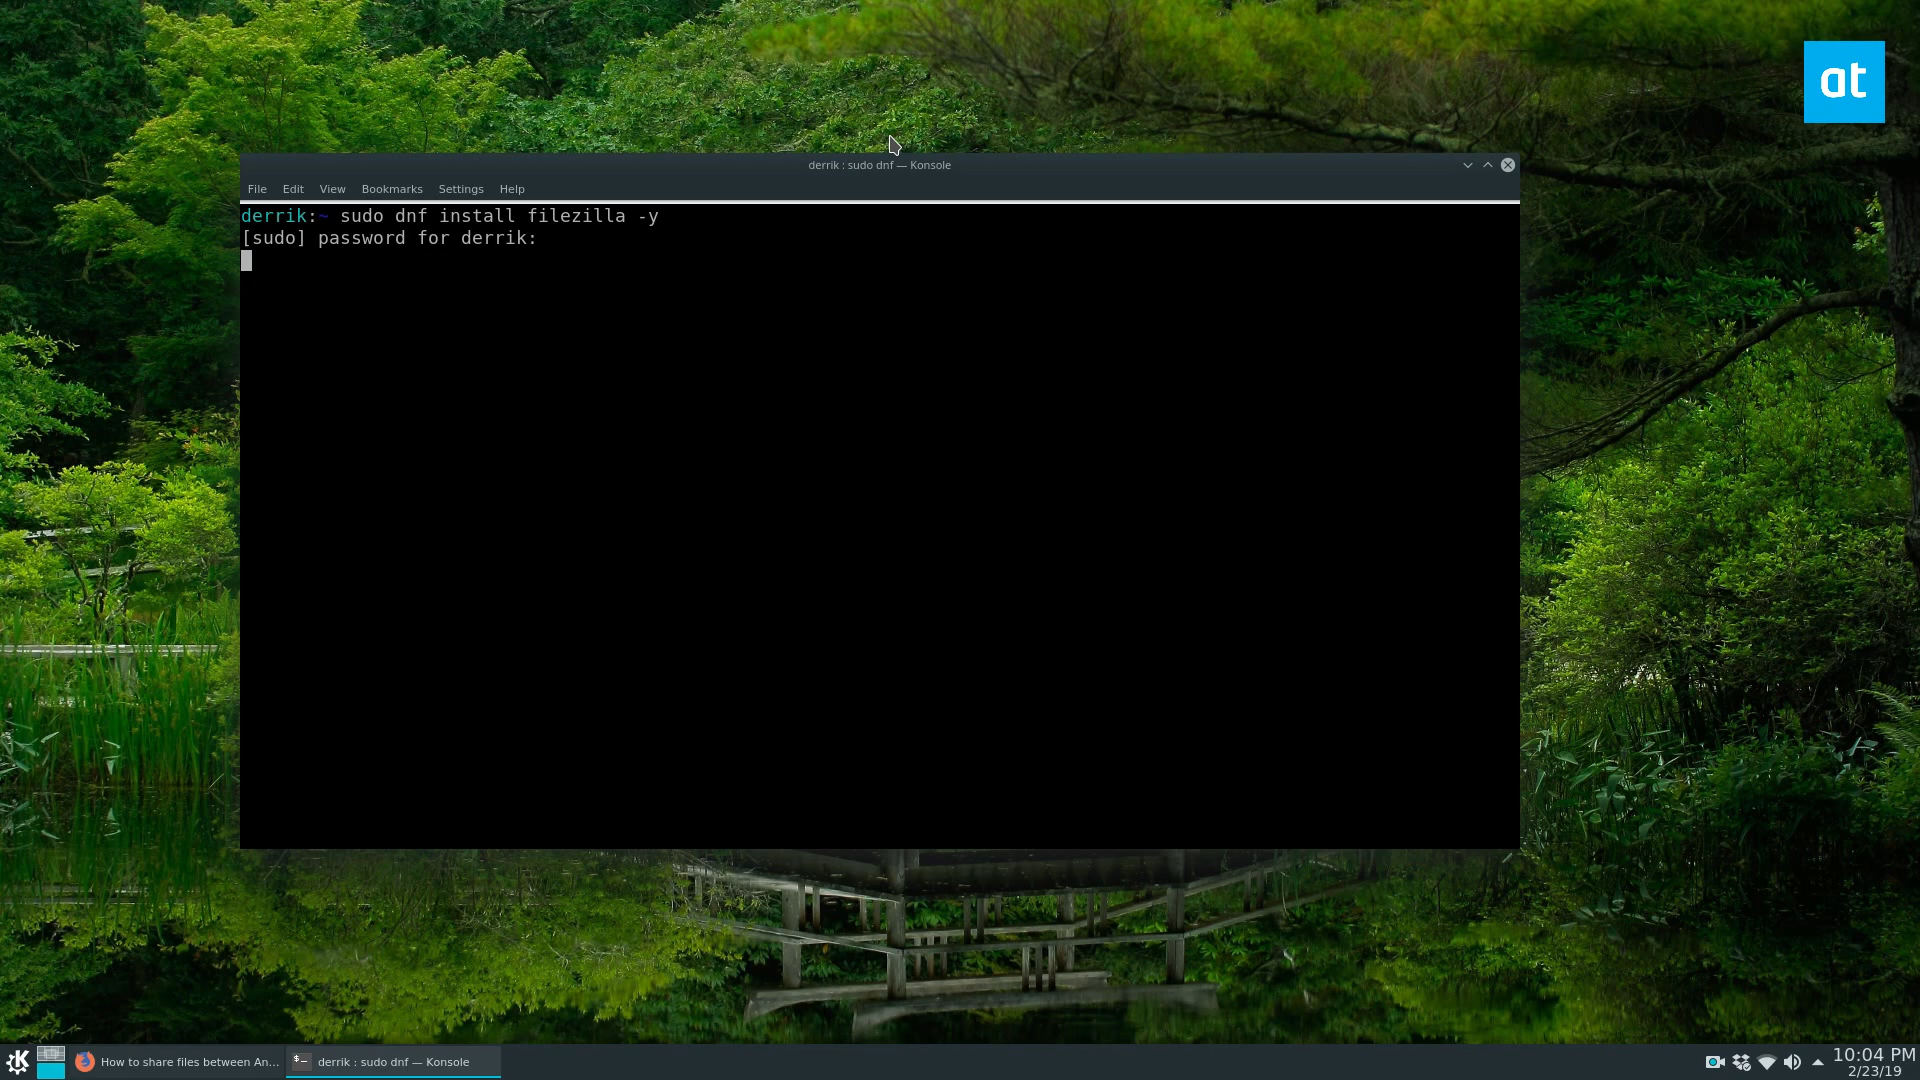 at
derrik : sudo dnf — Konsole
File Edit View Bookmarks Settings Help
derrik:~ sudo dnf install filezilla -y
[sudo] password for derrik:
How to share files between An...
derrik : sudo dnf — Konsole
10:04 PM
2/23/19